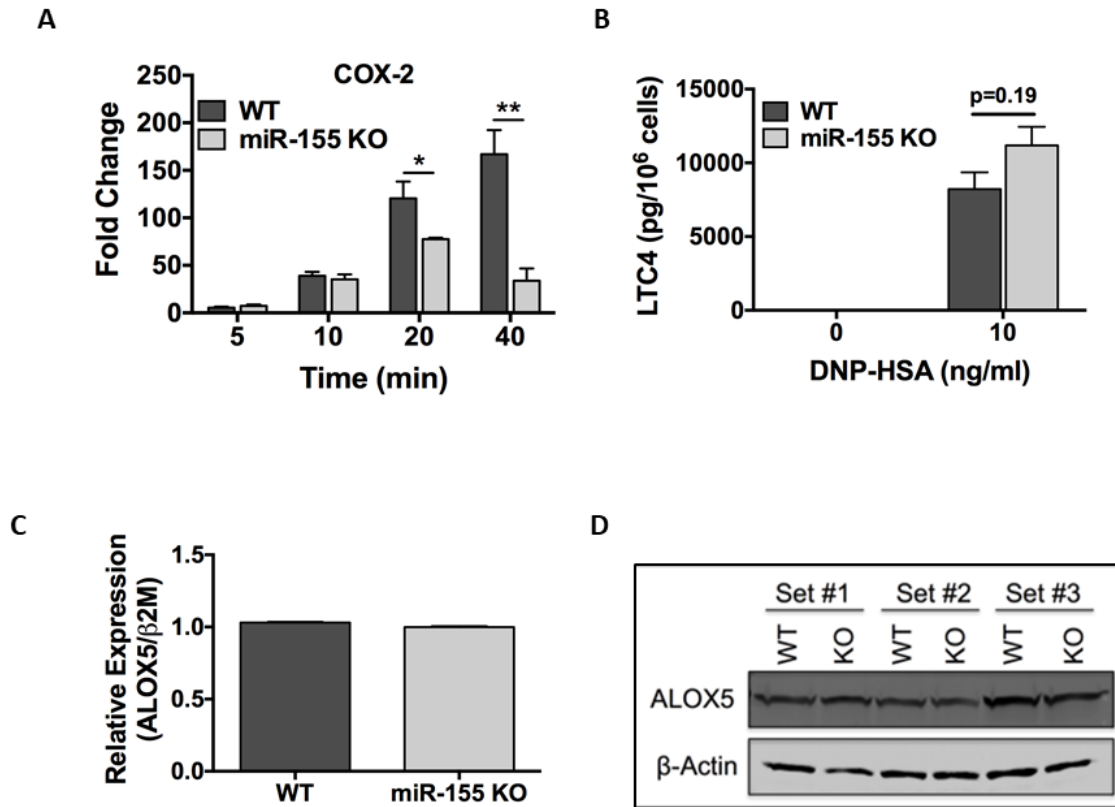 A
COX-2
Fold Change
250
200
150
100
50
0
WT
miR-155 KO
*
**
5 10 20 40
Time (min)
B
LTC4 (pg/10⁶ cells)
15000
10000
5000
0
WT
miR-155 KO
p=0.19
0 10
DNP-HSA (ng/ml)
C
Relative Expression
(ALOX5/β2M)
1.5
1.0
0.5
0.0
WT miR-155 KO
D
Set #1 Set #2 Set #3
WT KO WT KO WT KO
ALOX5
β-Actin